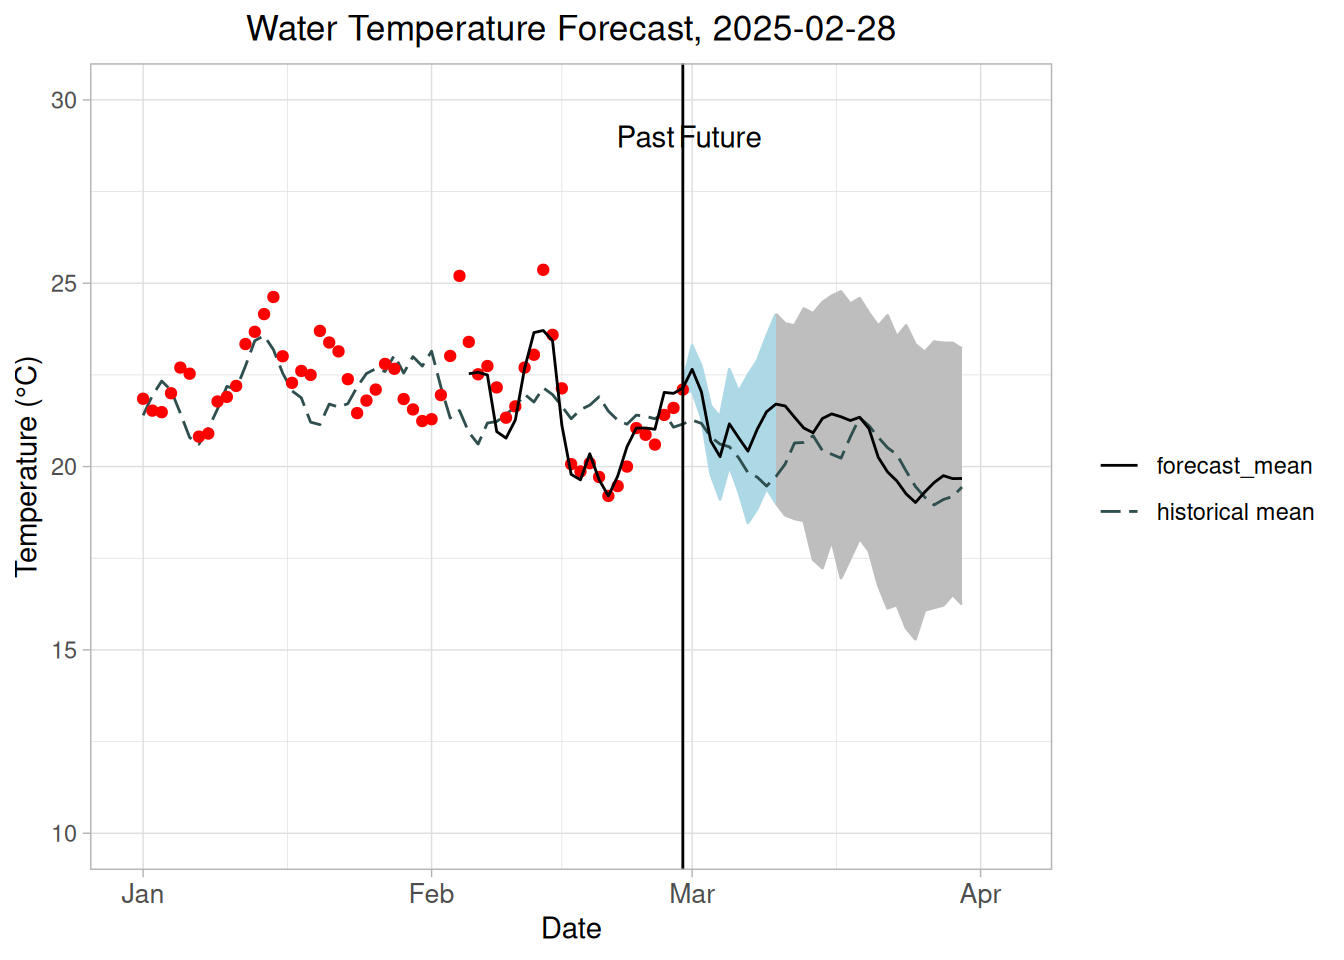 Water Temperature Forecast, 2025-02-28
30
Past Future
25
20
15
10
Temperature (°C)
Jan Feb Mar Apr
Date
forecast_mean
historical mean